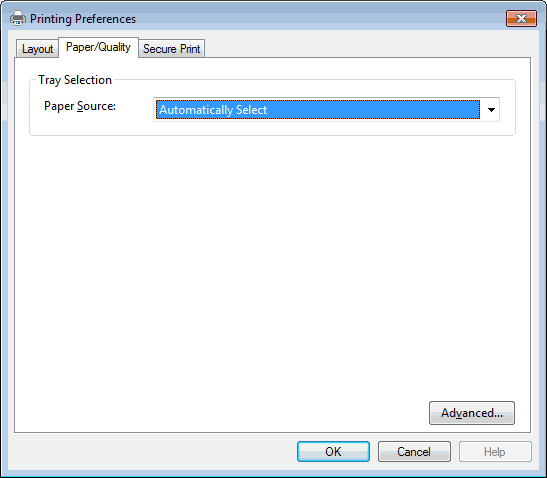 Printing Preferences
Layout Paper/Quality Secure Print
Tray Selection
Paper Source: Automatically Select
Advanced...
OK Cancel Help